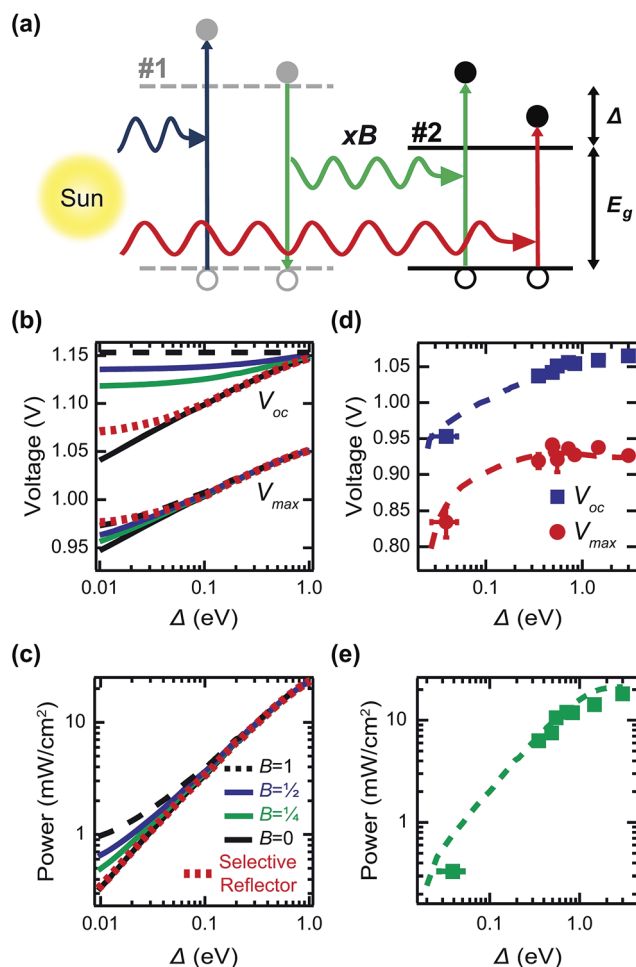 (a)
#1
Sun
xB
#2
Δ
E_g
(b)
1.15
1.10
1.05
1.00
0.95
Voltage (V)
V_oc
V_max
0.01
0.1
1.0
Δ (eV)
(d)
1.05
1.00
0.95
0.90
0.85
0.80
Voltage (V)
V_oc
V_max
0.1
1.0
Δ (eV)
(c)
10
1
Power (mW/cm²)
B=1
B=½
B=¼
B=0
Selective
Reflector
0.01
0.1
1.0
Δ (eV)
(e)
10
1
Power (mW/cm²)
0.1
1.0
Δ (eV)